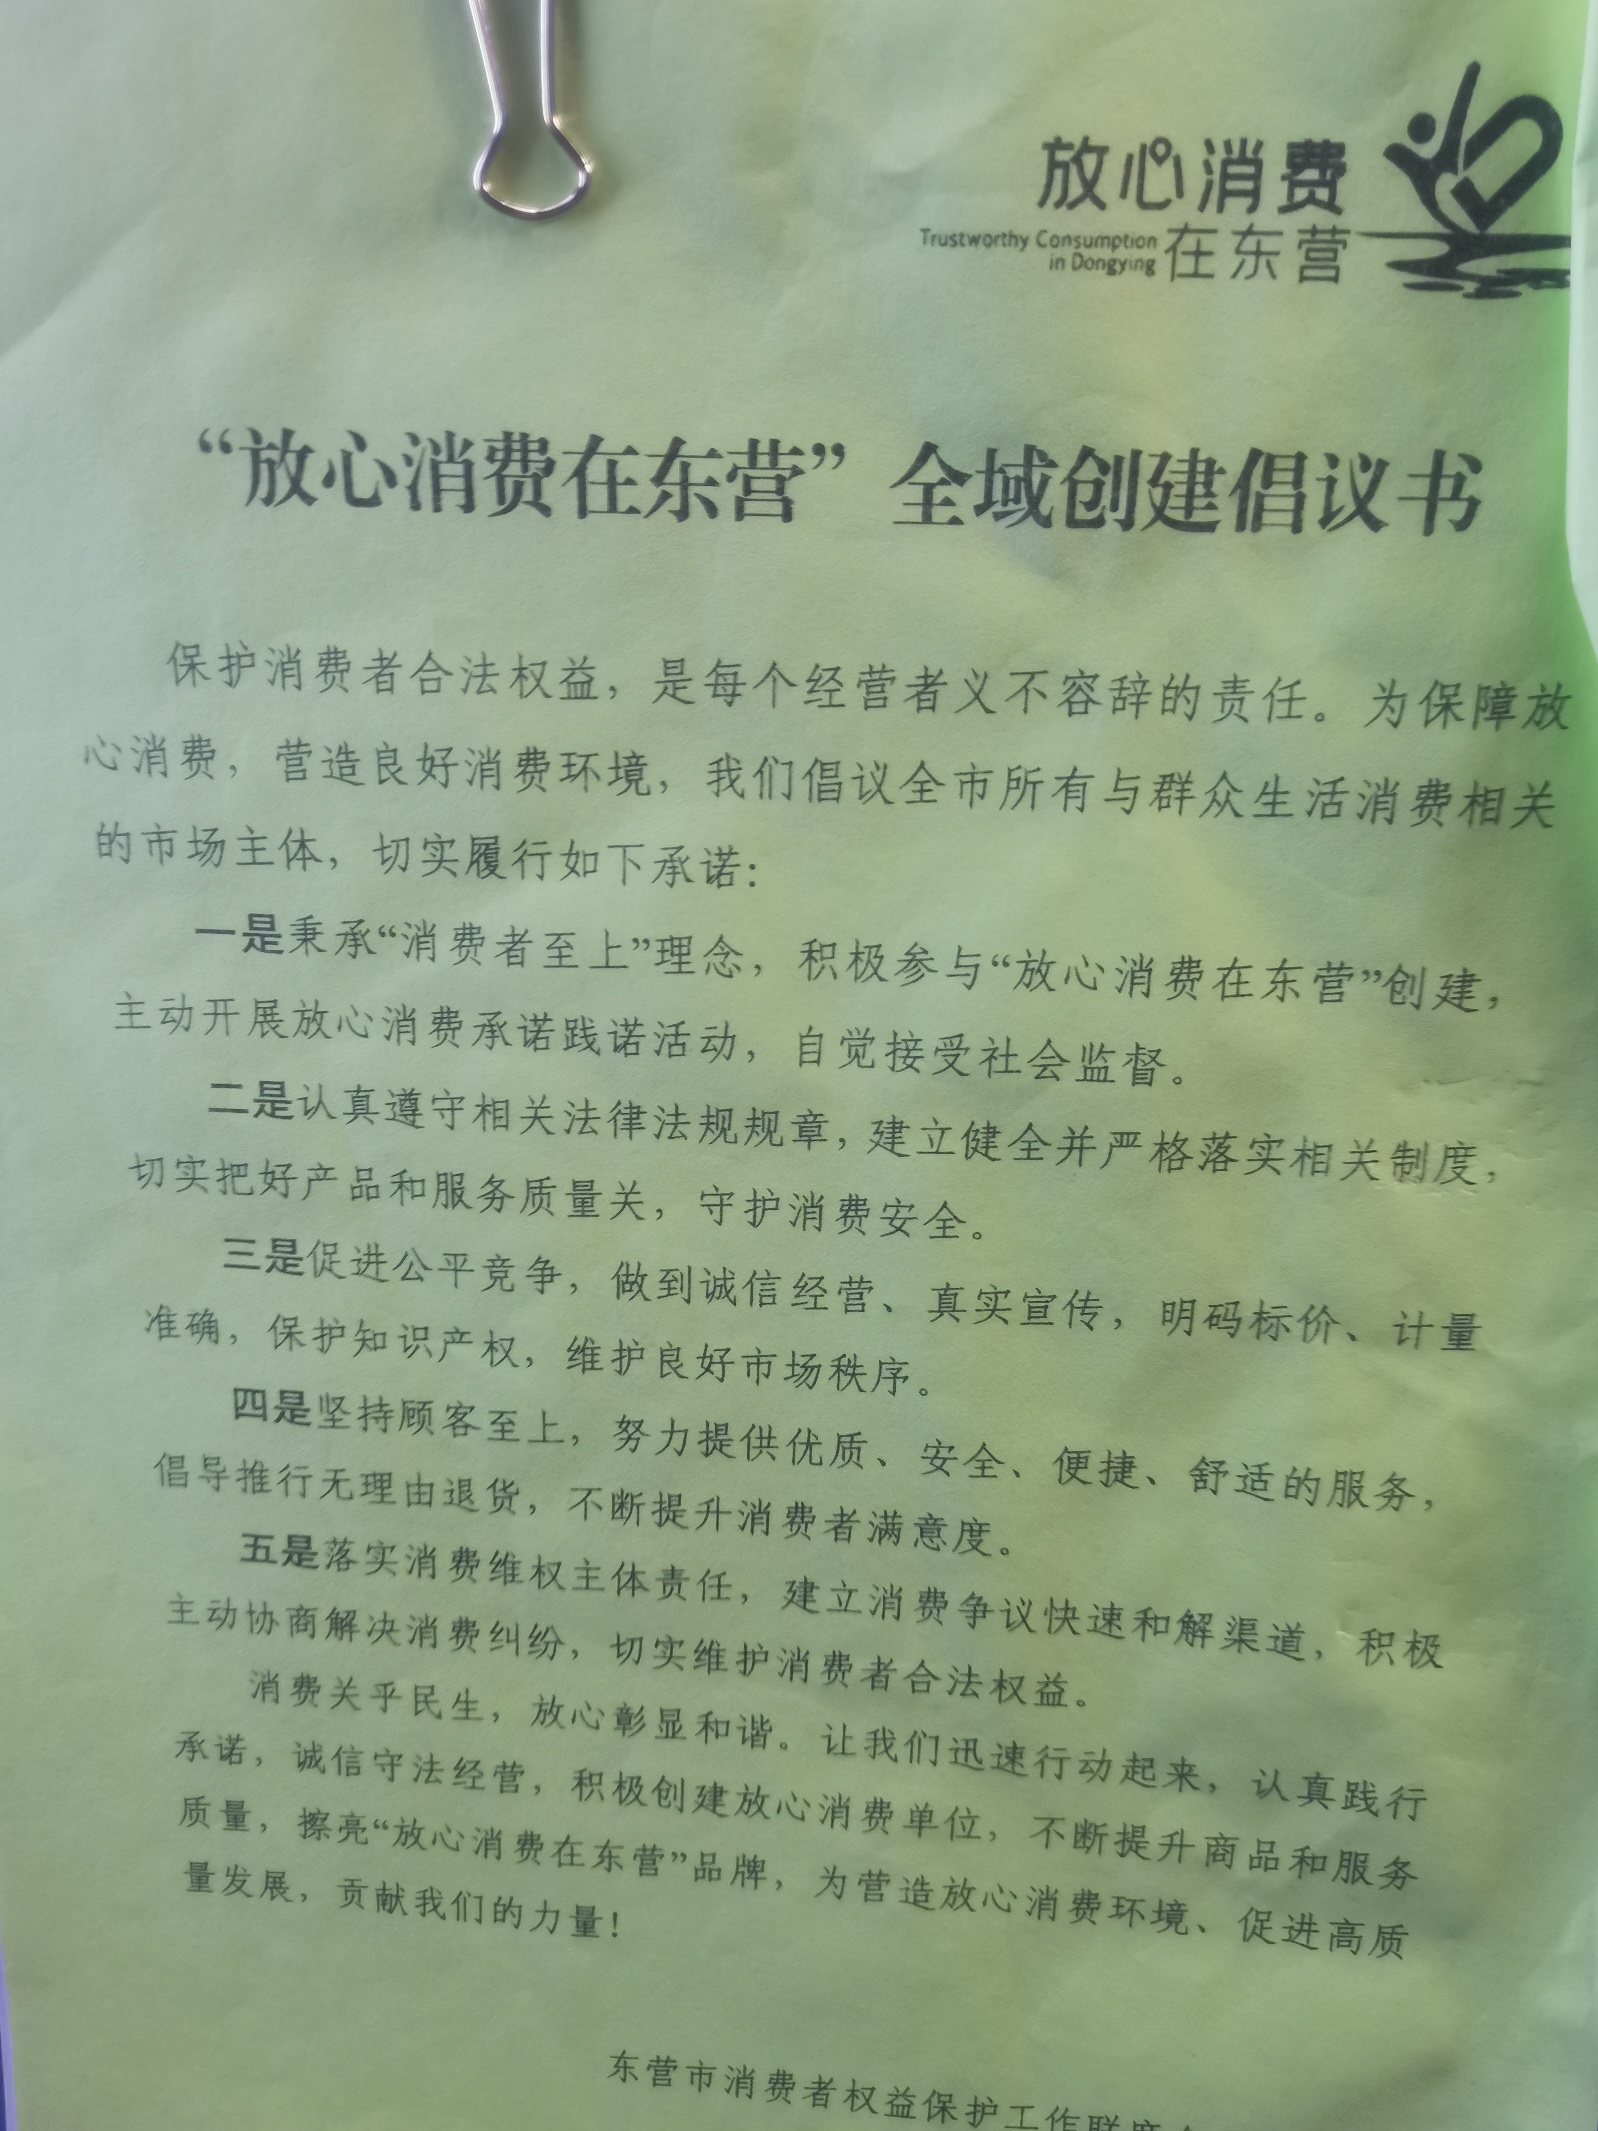 放心消费
Trustworthy Consumption
in Dongying
在东营
“放心消费在东营”全域创建倡议书
保护消费者合法权益，是每个经营者义不容辞的责任。为保障放
心消费，营造良好消费环境，我们倡议全市所有与群众生活消费相关
的市场主体，切实履行如下承诺：
一是秉承“消费者至上”理念，积极参与“放心消费在东营”创建，
主动开展放心消费承诺践诺活动，自觉接受社会监督。
二是认真遵守相关法律法规规章，建立健全并严格落实相关制度，
切实把好产品和服务质量关，守护消费安全。
三是促进公平竞争，做到诚信经营、真实宣传，明码标价、计量
准确，保护知识产权，维护良好市场秩序。
四是坚持顾客至上，努力提供优质、安全、便捷、舒适的服务，
倡导推行无理由退货，不断提升消费者满意度。
五是落实消费维权主体责任，建立消费争议快速和解渠道，积极
主动协商解决消费纠纷，切实维护消费者合法权益。
消费关乎民生，放心彰显和谐。让我们迅速行动起来，认真践行
承诺，诚信守法经营，积极创建放心消费单位，不断提升商品和服务
质量，擦亮“放心消费在东营”品牌，为营造放心消费环境、促进高质
量发展，贡献我们的力量！
东营市消费者权益保护工作联席